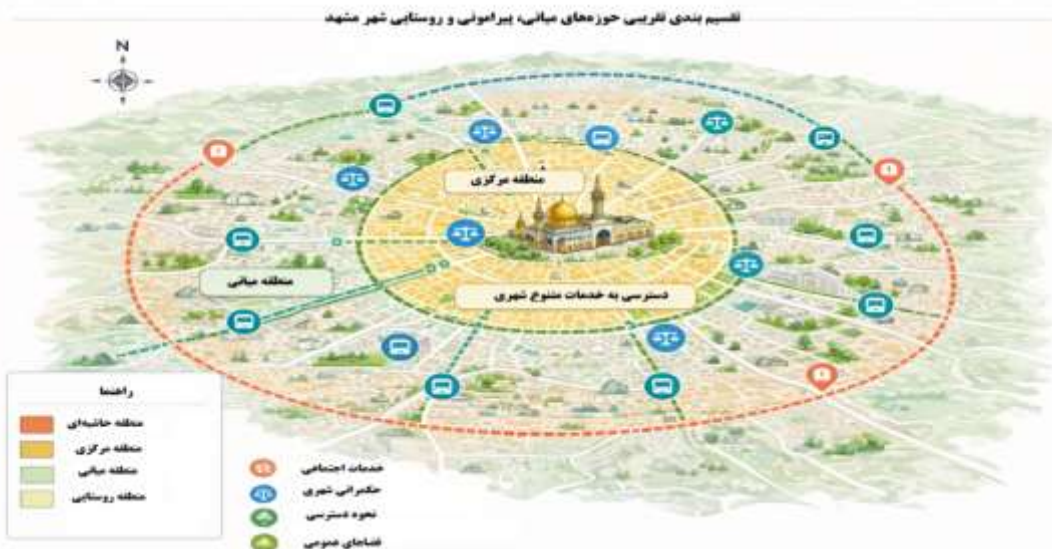 تقسیم بندی تقریبی حوزه‌های میانی، پیرامونی و روستایی شهر مشهد
N
منطقه مرکزی
منطقه میانی
دسترسی به خدمات متنوع شهری
راهنما
منطقه حاشیه‌ای
منطقه مرکزی
منطقه میانی
منطقه روستایی
خدمات اجتماعی
حکمرانی شهری
نحوه دسترسی
فضاهای عمومی